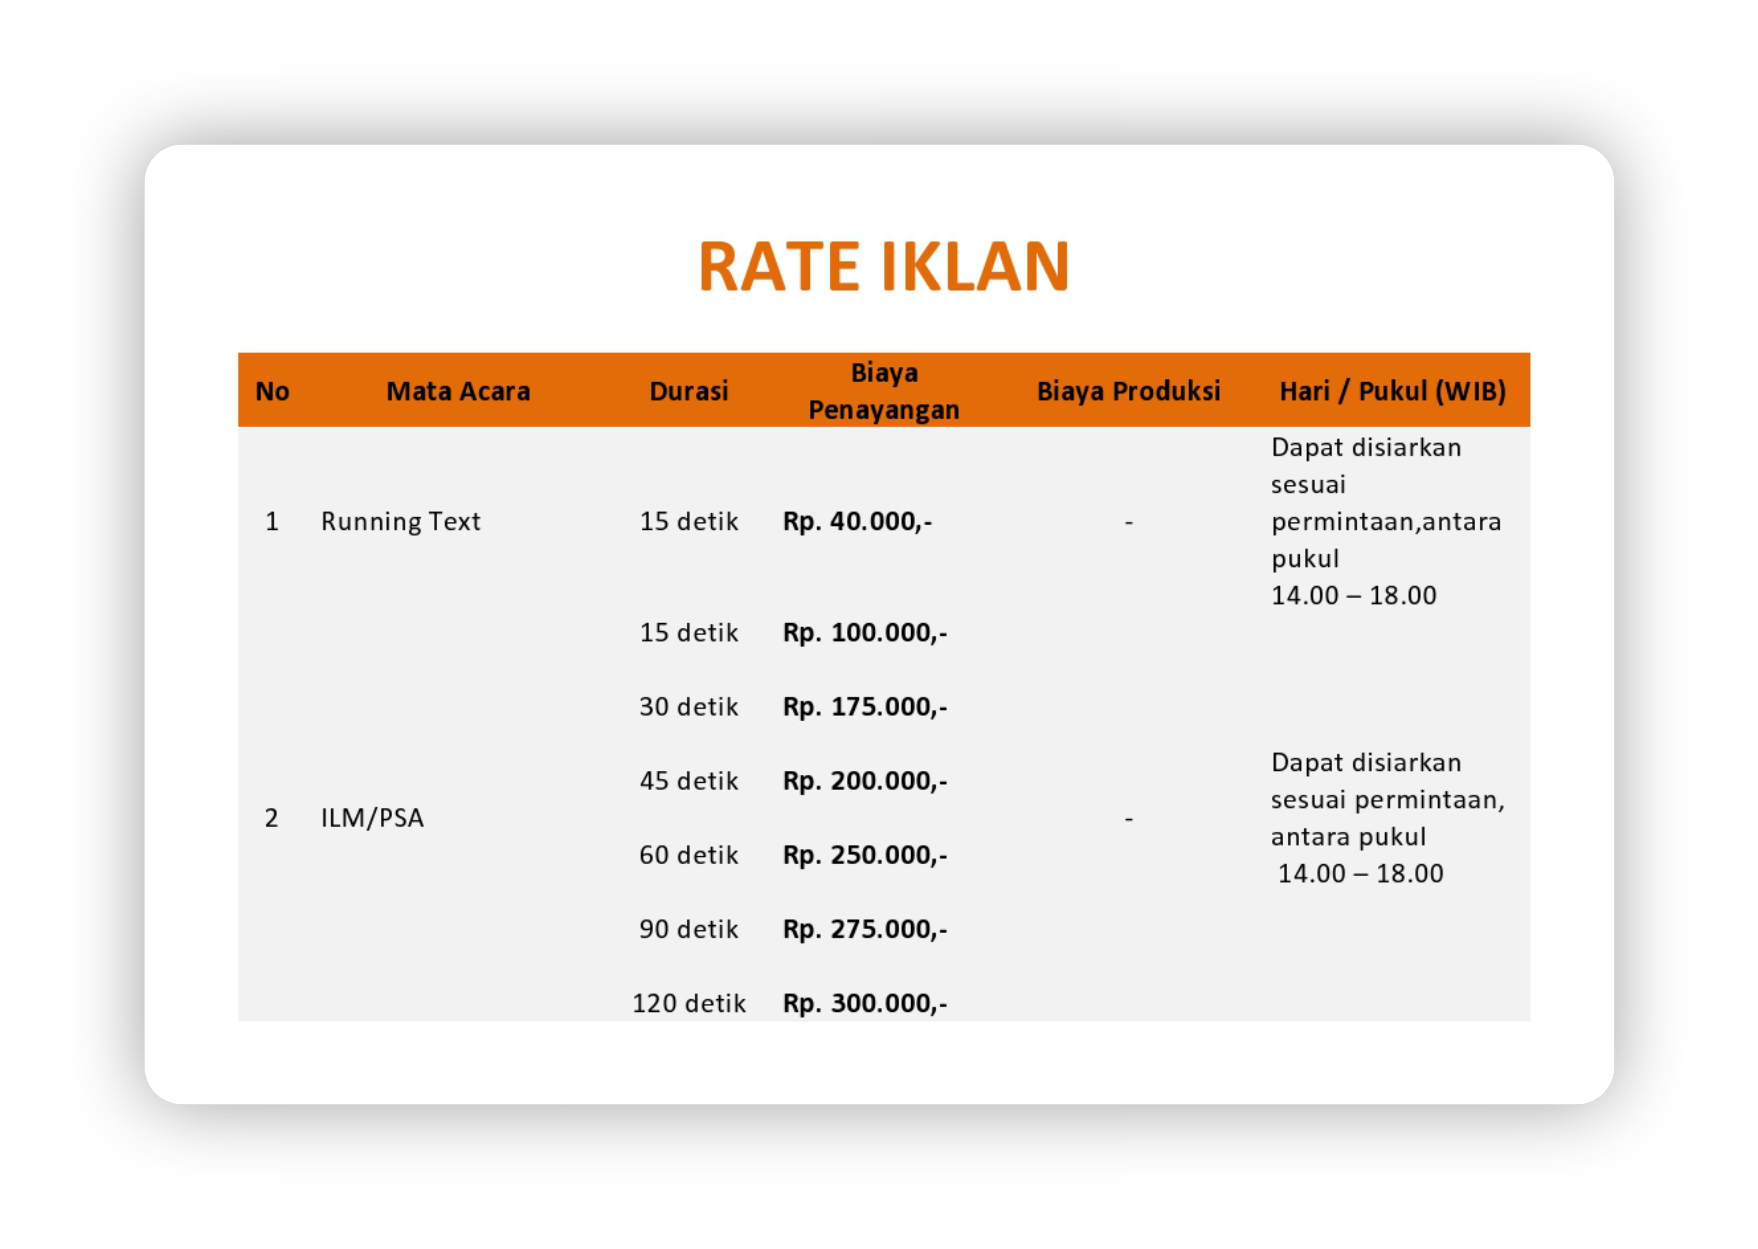 RATE IKLAN
No Mata Acara Durasi Biaya Penayangan Biaya Produksi Hari / Pukul (WIB)
1 Running Text 15 detik Rp. 40.000,- - Dapat disiarkan
sesuai
permintaan,antara
pukul
14.00 – 18.00
2 ILM/PSA
15 detik Rp. 100.000,-
30 detik Rp. 175.000,-
45 detik Rp. 200.000,-
60 detik Rp. 250.000,-
90 detik Rp. 275.000,-
120 detik Rp. 300.000,-
-
Dapat disiarkan
sesuai permintaan,
antara pukul
14.00 – 18.00